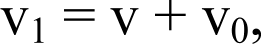 v₁ = v + v₀,